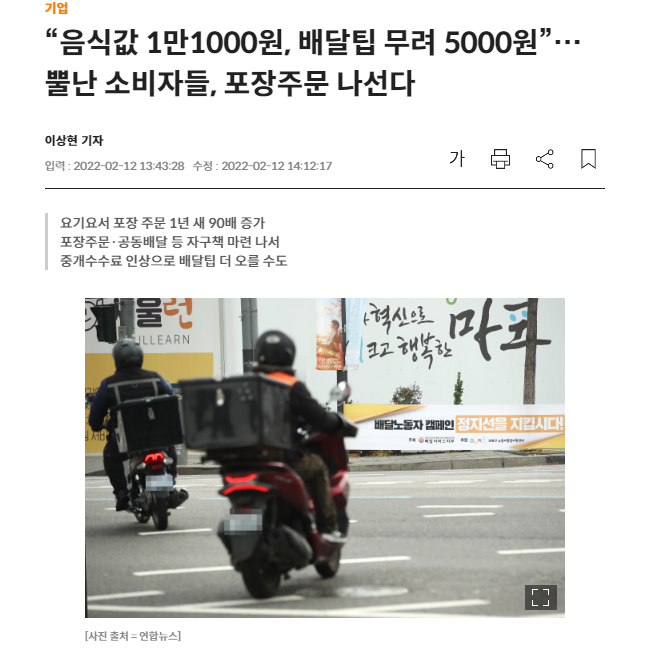 기업
“음식값 1만1000원, 배달팁 무려 5000원”…
뿔난 소비자들, 포장주문 나선다
이상현 기자
입력 : 2022-02-12 13:43:28 수정 : 2022-02-12 14:12:17
가
요기요서 포장 주문 1년 새 90배 증가
포장주문·공동배달 등 자구책 마련 나서
중개수수료 인상으로 배달팁 더 오를 수도
울런
ULLEARN
혁신으로
크고 행복한
마포
배달노동자 캠페인 정지선을 지킵시다!
[사진 출처 = 연합뉴스]